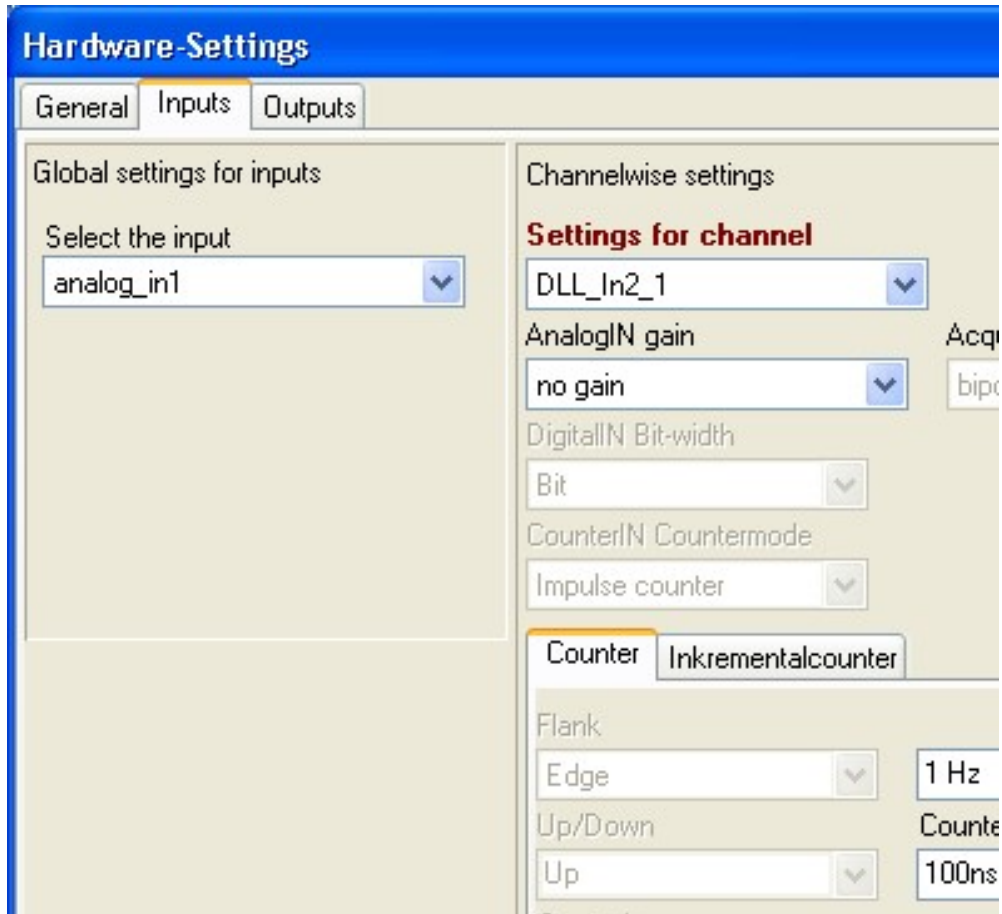 Hardware-Settings
General Inputs Outputs
Global settings for inputs
Select the input
analog_in1
Channelwise settings
Settings for channel
DLL_In2_1
AnalogIN gain
no gain
DigitalIN Bit-width
Bit
CounterIN Countermode
Impulse counter
Counter Inkrementalcounter
Flank
Edge
1 Hz
Up/Down
Up
100ns